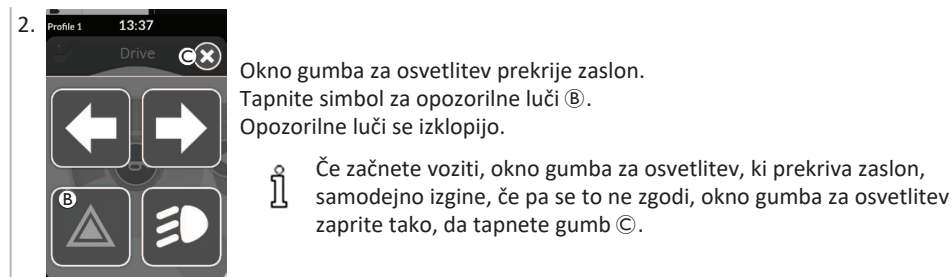 2.
Profile 1 13:37
Drive Ⓒ
Ⓑ
Okno gumba za osvetlitev prekrije zaslon.
Tapnite simbol za opozorilne luči Ⓑ.
Opozorilne luči se izklopijo.
Če začnete voziti, okno gumba za osvetlitev, ki prekriva zaslon,
samodejno izgine, če pa se to ne zgodi, okno gumba za osvetlitev
zaprite tako, da tapnete gumb Ⓒ.